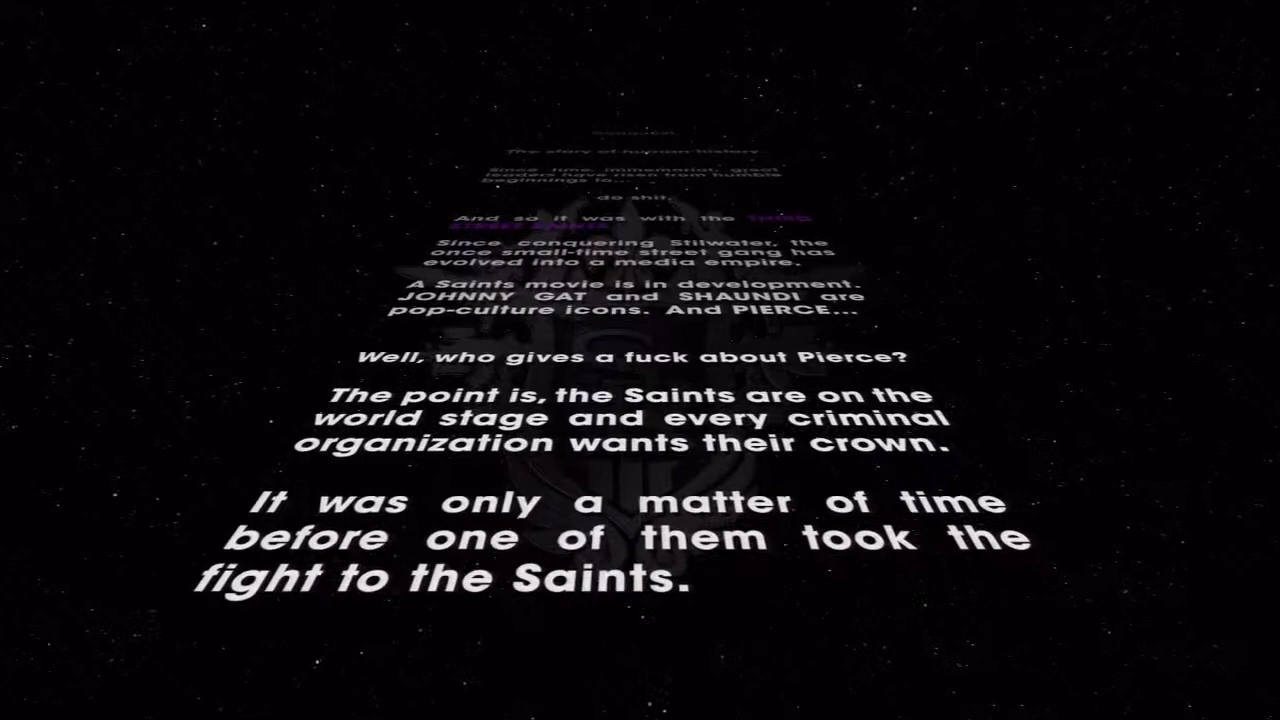 The story of human history
Since time immemorial, great
leaders have risen from humble
beginnings to...
do shit.
And so it was with the THIRD
STREET SAINTS.
Since conquering Stilwater, the
once small-time street gang has
evolved into a media empire.
A Saints movie is in development.
JOHNNY GAT and SHAUNDI are
pop-culture icons. And PIERCE...
Well, who gives a fuck about Pierce?
The point is, the Saints are on the
world stage and every criminal
organization wants their crown.
It was only a matter of time
before one of them took the
fight to the Saints.